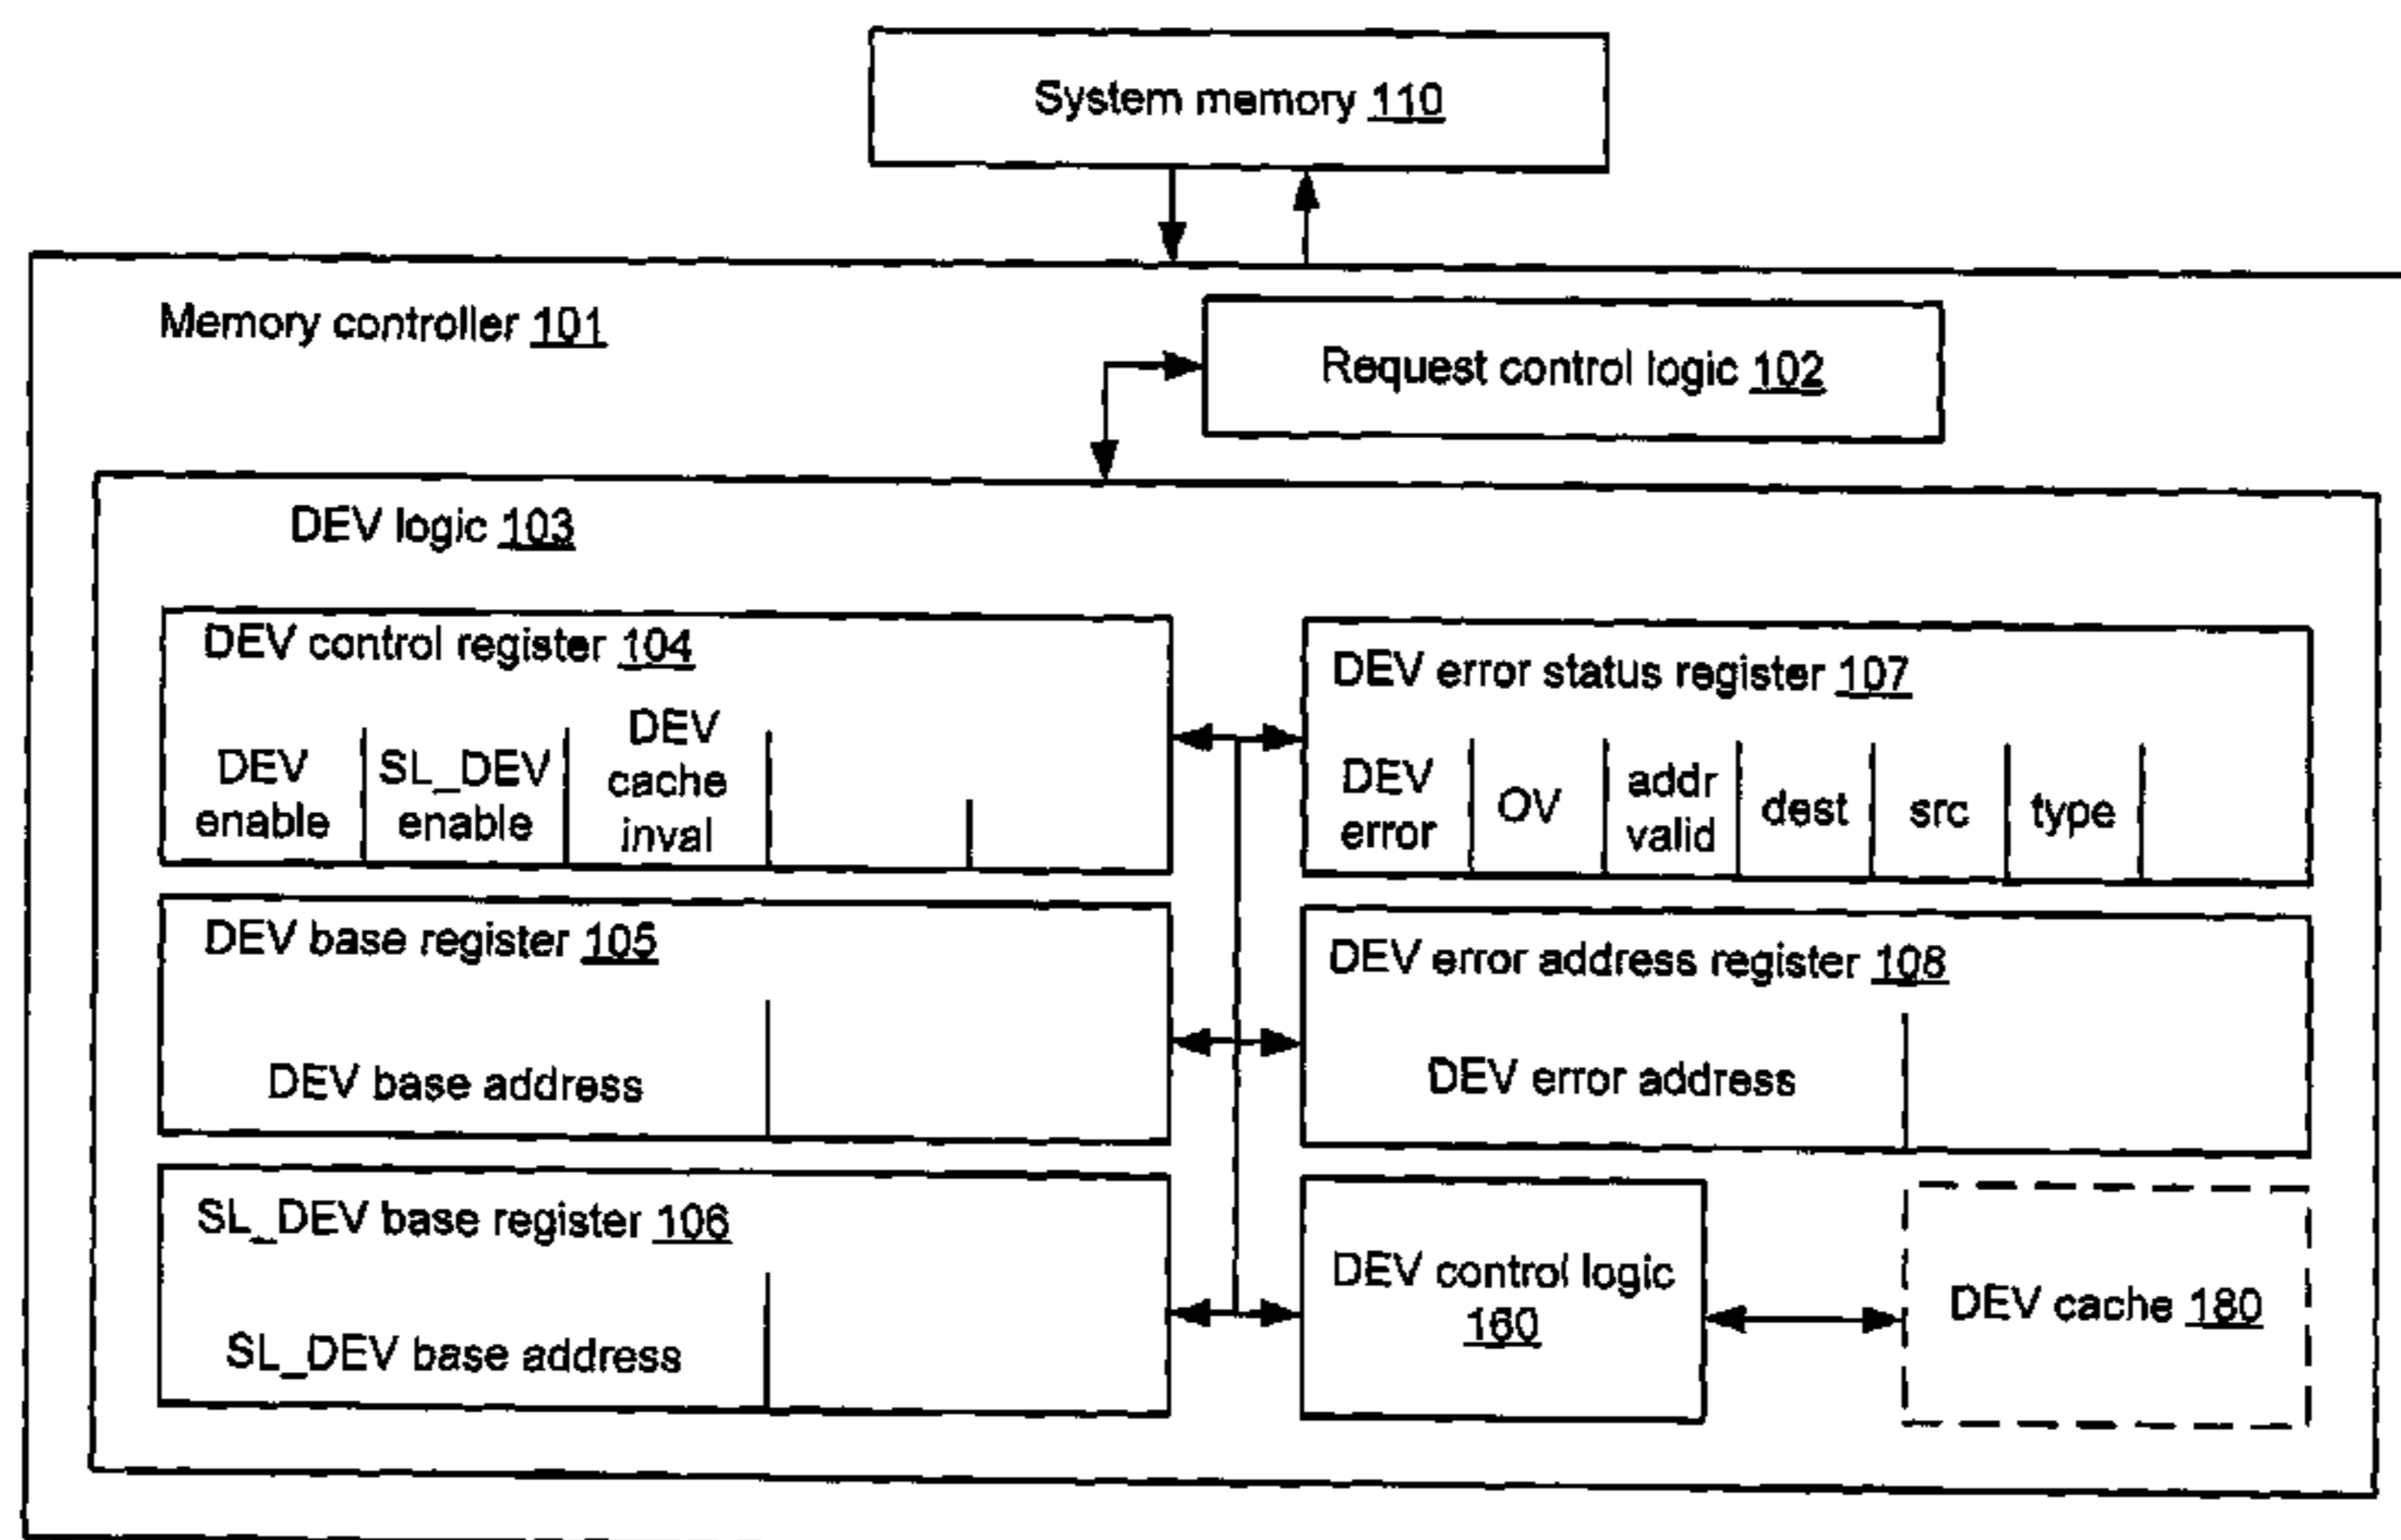 System memory 110
Memory controller 101
Request control logic 102
DEV logic 103
DEV control register 104
DEV enable
SL_DEV enable
DEV cache inval
DEV error status register 107
DEV error
OV
addr valid
dest
src
type
DEV base register 105
DEV base address
DEV error address register 108
DEV error address
SL_DEV base register 106
SL_DEV base address
DEV control logic
160
DEV cache 180